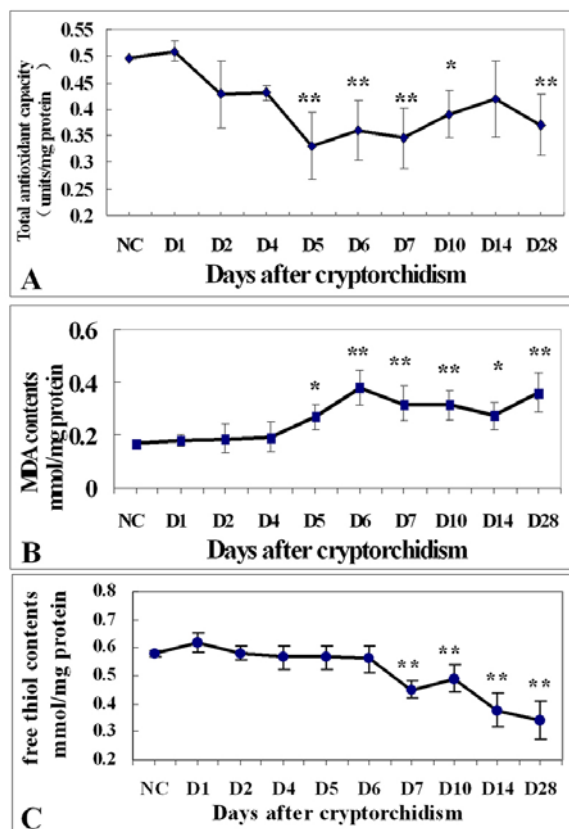 0.55
**
**
**
*
**
0.5
0.45
0.4
0.35
0.3
0.25
0.2
Total antioxidant capacity
(units/mg protein)
NC D1 D2 D4 D5 D6 D7 D10 D14 D28
Days after cryptorchidism
A
0.6
0.4
0.2
0
MDA contents
mmol/mg protein
*
**
**
**
*
**
NC D1 D2 D4 D5 D6 D7 D10 D14 D28
Days after cryptorchidism
B
0.8
0.7
0.6
0.5
0.4
0.3
0.2
free thiol contents
mmol/mg protein
**
**
**
**
NC D1 D2 D4 D5 D6 D7 D10 D14 D28
Days after cryptorchidism
C